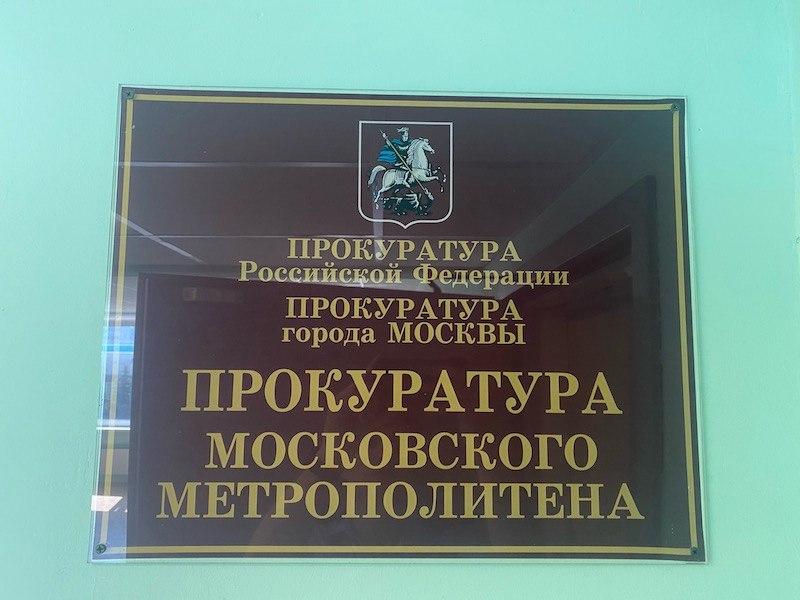 ПРОКУРАТУРА
Российской Федерации
ПРОКУРАТУРА
города МОСКВЫ
ПРОКУРАТУРА
МОСКОВСКОГО
МЕТРОПОЛИТЕНА